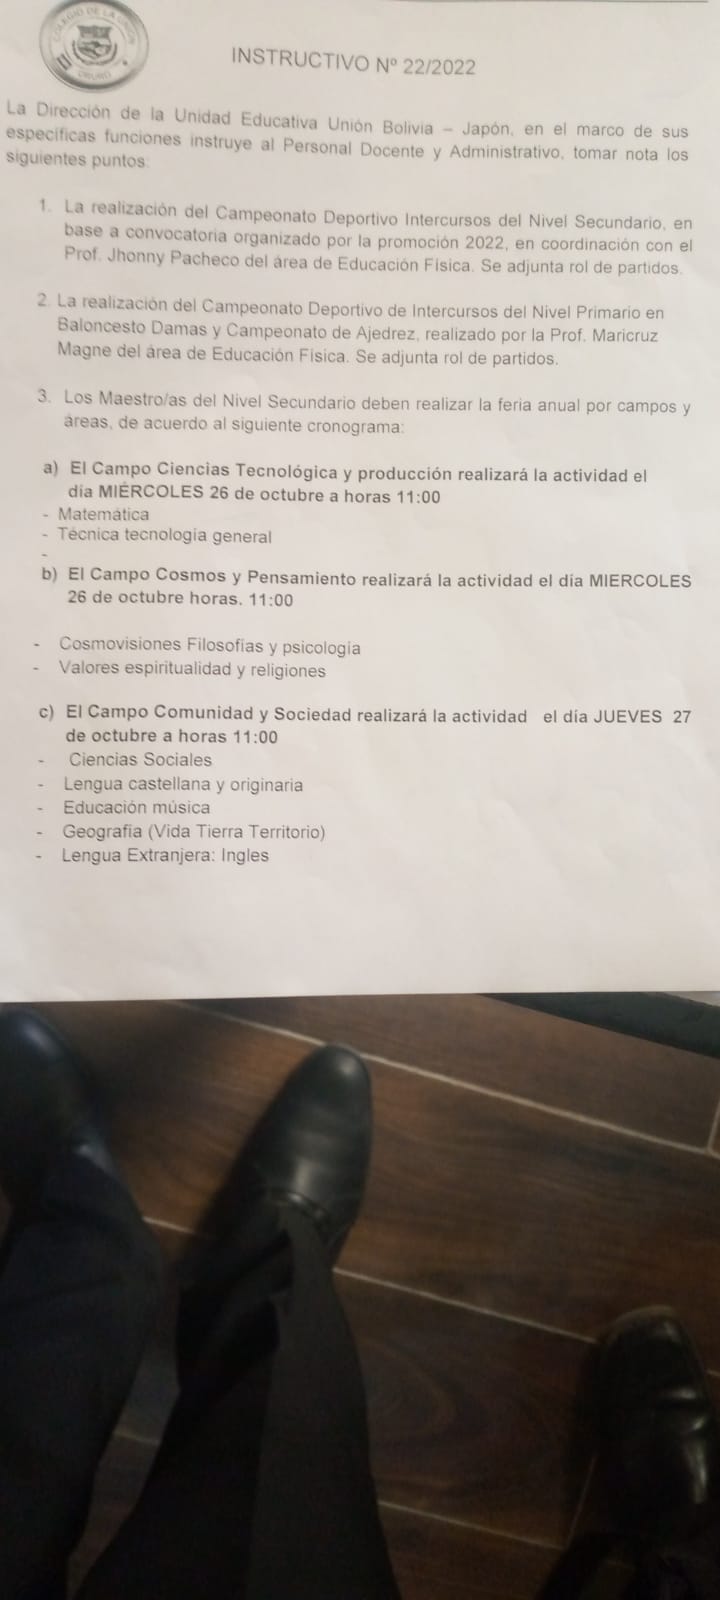 COLEGIO DE LA UNION
ORURO
INSTRUCTIVO Nº 22/2022
La Dirección de la Unidad Educativa Unión Bolivia – Japón, en el marco de sus
específicas funciones instruye al Personal Docente y Administrativo, tomar nota los
siguientes puntos:
1. La realización del Campeonato Deportivo Intercursos del Nivel Secundario, en
base a convocatoria organizado por la promoción 2022, en coordinación con el
Prof. Jhonny Pacheco del área de Educación Física. Se adjunta rol de partidos.
2. La realización del Campeonato Deportivo de Intercursos del Nivel Primario en
Baloncesto Damas y Campeonato de Ajedrez, realizado por la Prof. Maricruz
Magne del área de Educación Física. Se adjunta rol de partidos.
3. Los Maestro/as del Nivel Secundario deben realizar la feria anual por campos y
áreas, de acuerdo al siguiente cronograma:
a) El Campo Ciencias Tecnológica y producción realizará la actividad el
día MIÉRCOLES 26 de octubre a horas 11:00
- Matemática
- Técnica tecnología general
-
b) El Campo Cosmos y Pensamiento realizará la actividad el día MIERCOLES
26 de octubre horas. 11:00
- Cosmovisiones Filosofías y psicología
- Valores espiritualidad y religiones
c) El Campo Comunidad y Sociedad realizará la actividad el día JUEVES 27
de octubre a horas 11:00
- Ciencias Sociales
- Lengua castellana y originaria
- Educación música
- Geografía (Vida Tierra Territorio)
- Lengua Extranjera: Ingles